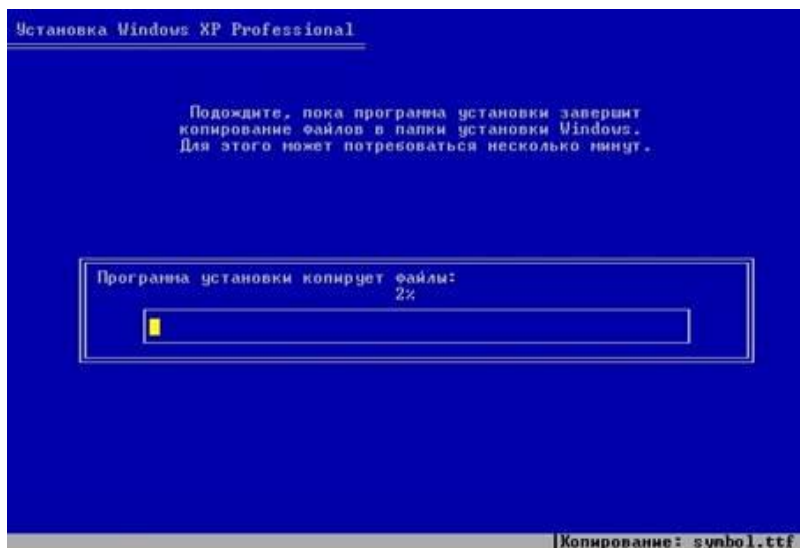 Установка Windows XP Professional
Подождите, пока программа установки завершит
копирование файлов в папки установки Windows.
Для этого может потребоваться несколько минут.
Программа установки копирует файлы:
2%
Копирование: symbol.ttf